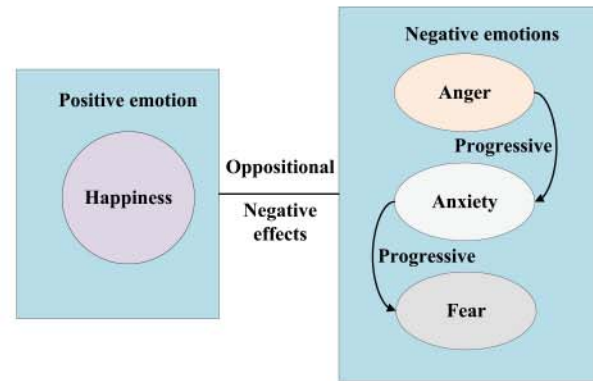 Positive emotion
Happiness
Oppositional
Negative
effects
Negative emotions
Anger
Progressive
Anxiety
Progressive
Fear